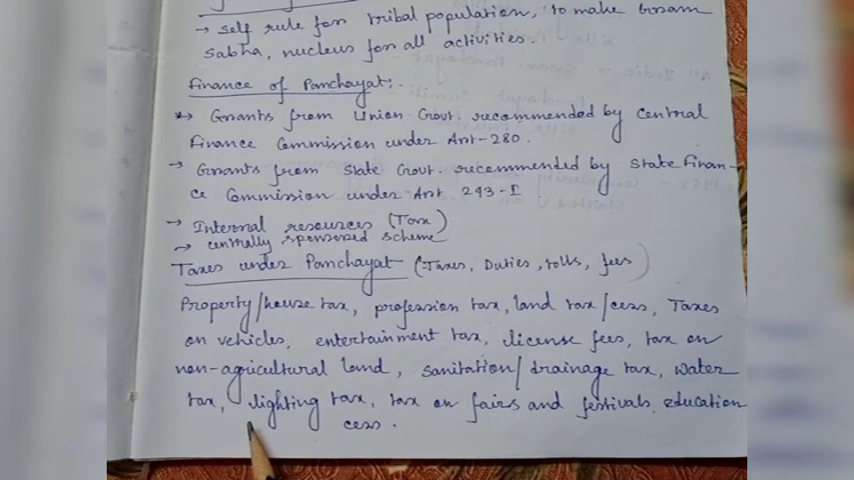 → self rule for tribal population, to make Gram
sabha, nucleus for all activities.
Finance of Panchayat:.
→ Grants from Union Govt. recommended by central
Finance Commission under Art-280.
→ Grants from State Govt. recommended by State Finan-
ce Commission under Art 243-I
→ Internal resources (Tax)
→ centrally sponsored scheme
Taxes under Panchayat (-Taxes, Duties, tolls, fees)
Property/house tax, profession tax, land tax/cess, Taxes
on vehicles, entertainment tax, license fees, tax on
non-agricultural land, sanitation/drainage tax, water
tax, lighting tax, tax on fairs and festivals, education
cess.